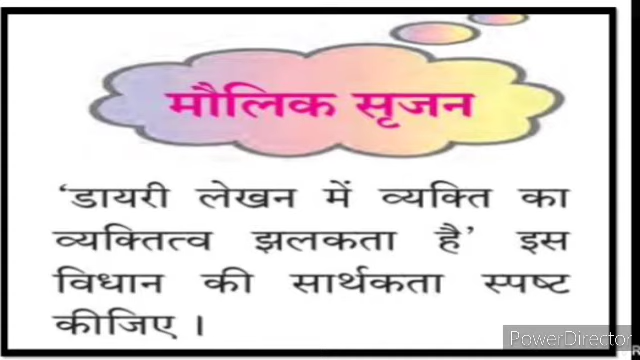 मौलिक सृजन
‘डायरी लेखन में व्यक्ति का
व्यक्तित्व झलकता है’ इस
विधान की सार्थकता स्पष्ट
कीजिए ।
PowerDirector